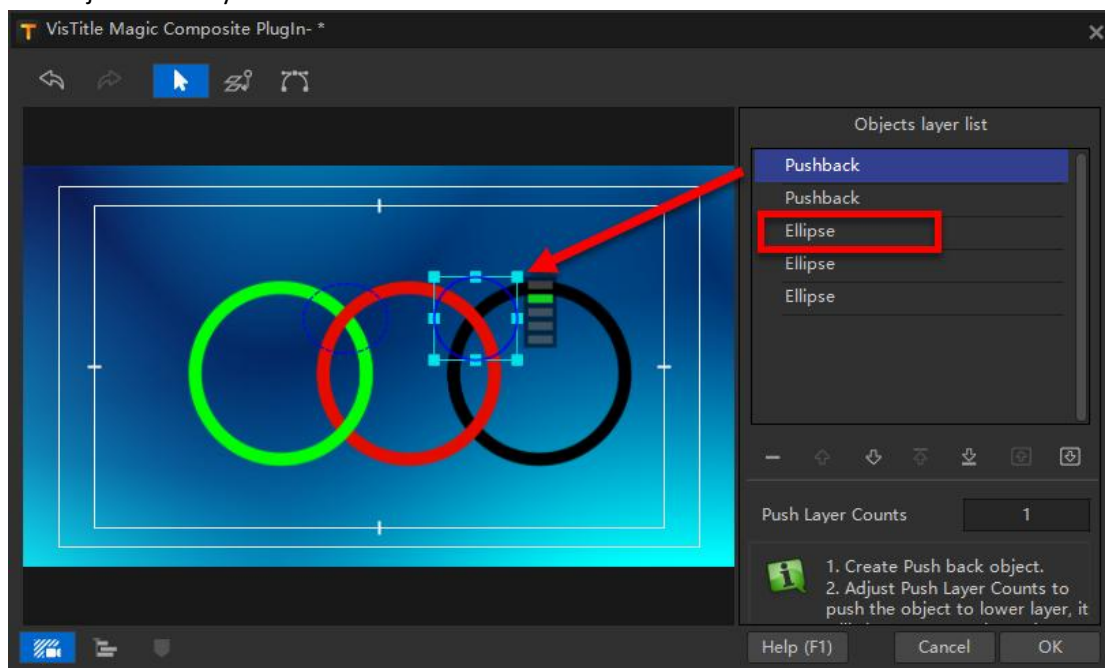 VisTitle Magic Composite PlugIn- *
Objects layer list
Pushback
Pushback
Ellipse
Ellipse
Ellipse
Push Layer Counts 1
1. Create Push back object.
2. Adjust Push Layer Counts to
push the object to lower layer, it
Help (F1) Cancel OK